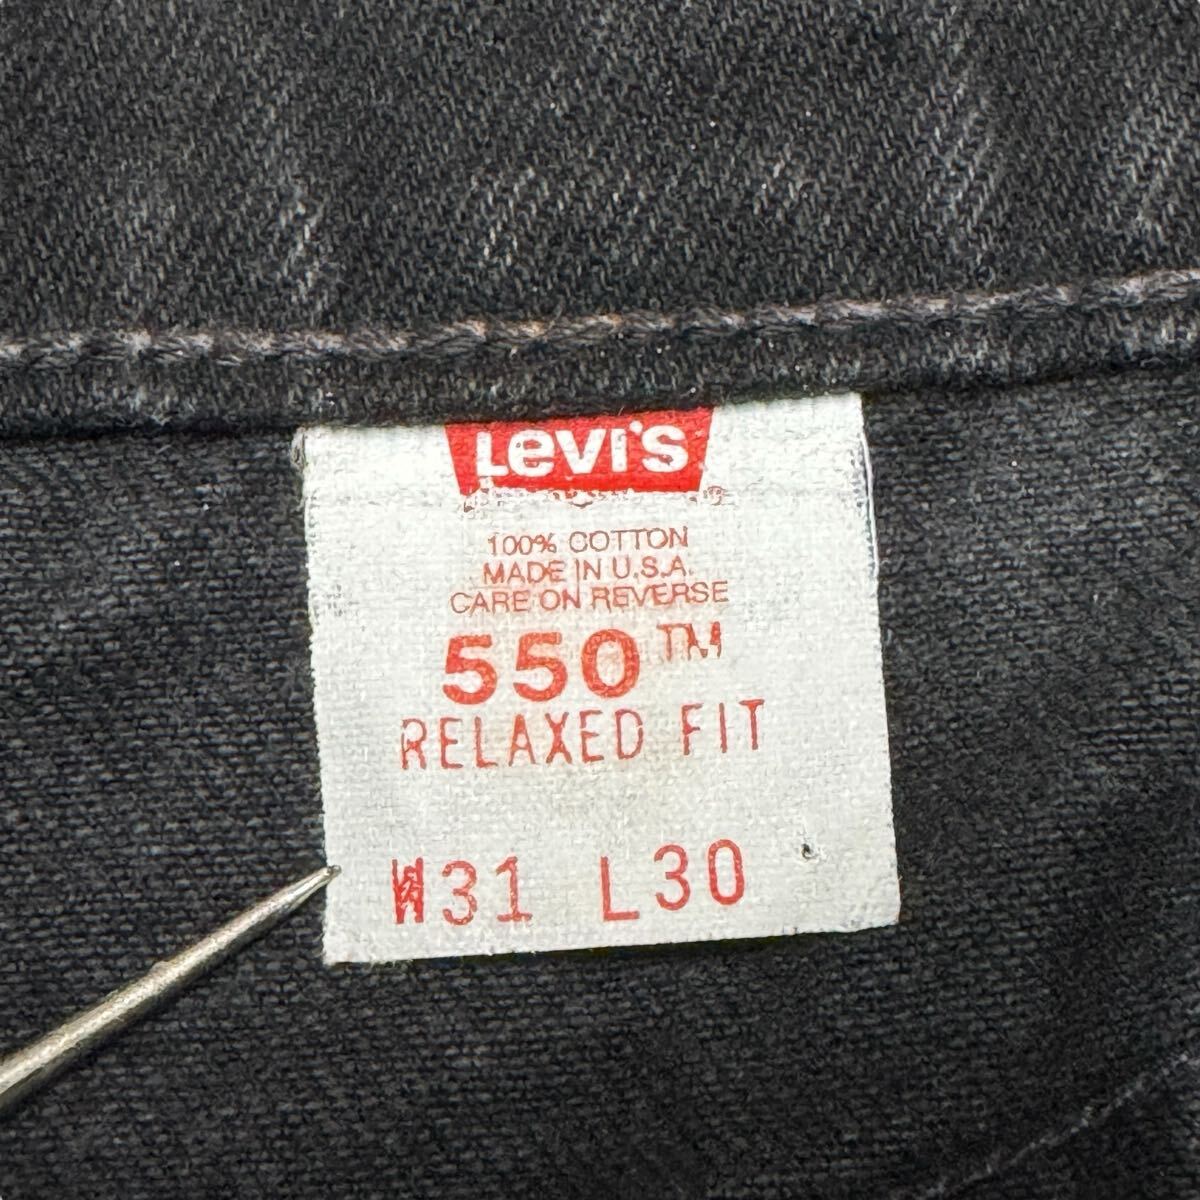 Levi's
100% COTTON
MADE IN U.S.A.
CARE ON REVERSE
550™
RELAXED FIT
W31 L30